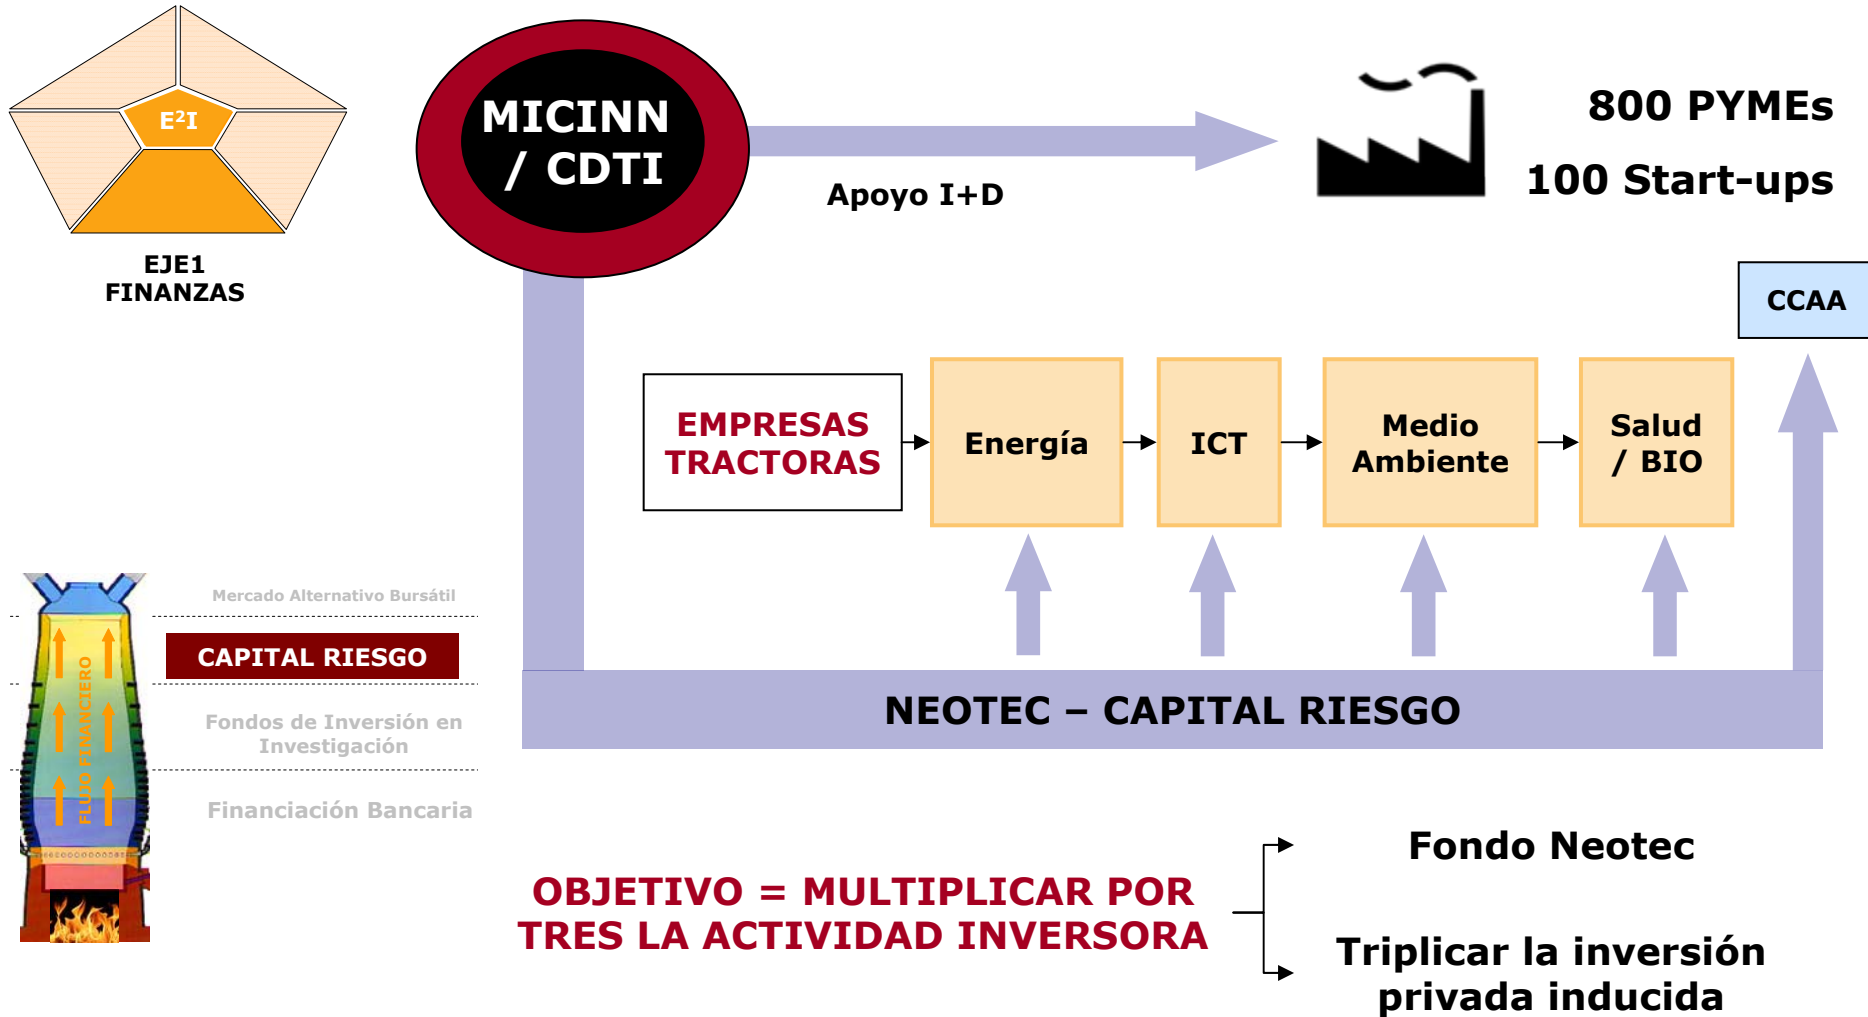 E²I
EJE1
FINANZAS
MICINN
/ CDTI
Apoyo I+D
800 PYMEs
100 Start-ups
CCAA
EMPRESAS
TRACTORAS
Energía
ICT
Medio
Ambiente
Salud
/ BIO
NEOTEC – CAPITAL RIESGO
Mercado Alternativo Bursátil
CAPITAL RIESGO
Fondos de Inversión en
Investigación
Financiación Bancaria
FLUJO FINANCIERO
OBJETIVO = MULTIPLICAR POR
TRES LA ACTIVIDAD INVERSORA
Fondo Neotec
Triplicar la inversión
privada inducida